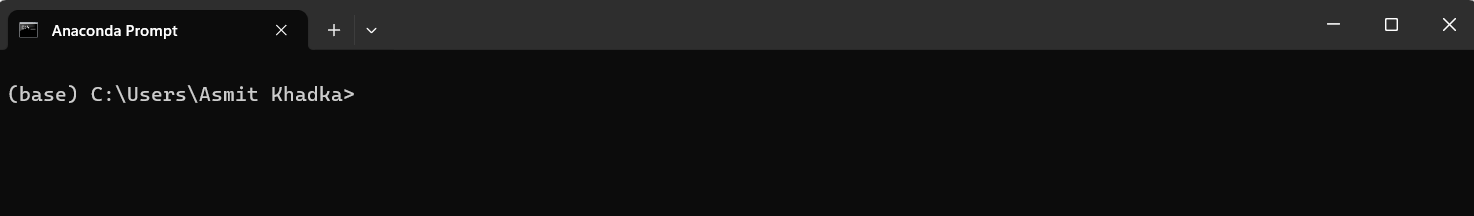 Anaconda Prompt
(base) C:\Users\Asmit Khadka>